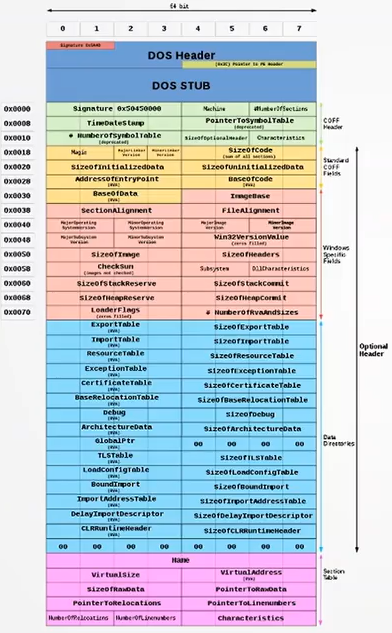 64 bit
0 1 2 3 4 5 6 7
Signature 0x5A4D
DOS Header
(0x3C) Pointer to PE Header
DOS STUB
0x0000 Signature 0x50450000 Machine #NumberOfSections
0x0008 TimeDateStamp PointerToSymbolTable
(deprecated)
COFF Header
0x0010 # NumberOfSymbolTable SizeOfOptionalHeader Characteristics
(deprecated)
0x0018 Magic MajorLinker Version MinorLinker Version SizeOfCode
(sum of all sections)
Standard COFF Fields
0x0020 SizeOfInitializedData SizeOfUninitializedData
0x0028 AddressOfEntryPoint BaseOfCode
(RVA) (RVA)
0x0030 BaseOfData ImageBase
(RVA)
0x0038 SectionAlignment FileAlignment
0x0040 MajorOperating SystemVersion MinorOperating SystemVersion MajorImage Version MinorImage Version
0x0048 MajorSubsystem Version MinorSubsystem Version Win32VersionValue
(zeros filled)
Windows Specific Fields
0x0050 SizeOfImage SizeOfHeaders
0x0058 CheckSum Subsystem DllCharacteristics
(images not checked)
0x0060 SizeOfStackReserve SizeOfStackCommit
0x0068 SizeOfHeapReserve SizeOfHeapCommit
0x0070 LoaderFlags # NumberOfRvaAndSizes
(zeros filled)
ExportTable SizeOfExportTable
(RVA)
ImportTable SizeOfImportTable
(RVA)
Optional Header
ResourceTable SizeOfResourceTable
(RVA)
ExceptionTable SizeOfExceptionTable
(RVA)
CertificateTable SizeOfCertificateTable
(RVA)
BaseRelocationTable SizeOfBaseRelocationTable
(RVA)
Debug SizeOfDebug
(RVA)
ArchitectureData SizeOfArchitectureData
(RVA)
Data Directories
GlobalPtr 00 00 00 00
(RVA)
TLSTable SizeOfTLSTable
(RVA)
LoadConfigTable SizeOfLoadConfigTable
(RVA)
BoundImport SizeOfBoundImport
(RVA)
ImportAddressTable SizeOfImportAddressTable
(RVA)
DelayImportDescriptor SizeOfDelayImportDescriptor
(RVA)
CLRRuntimeHeader SizeOfCLRRuntimeHeader
(RVA)
00 00 00 00 00 00 00 00
Name
VirtualSize VirtualAddress
(RVA)
Section Table
SizeOfRawData PointerToRawData
PointerToRelocations PointerToLinenumbers
NumberOfRelocations NumberOfLinenumbers Characteristics